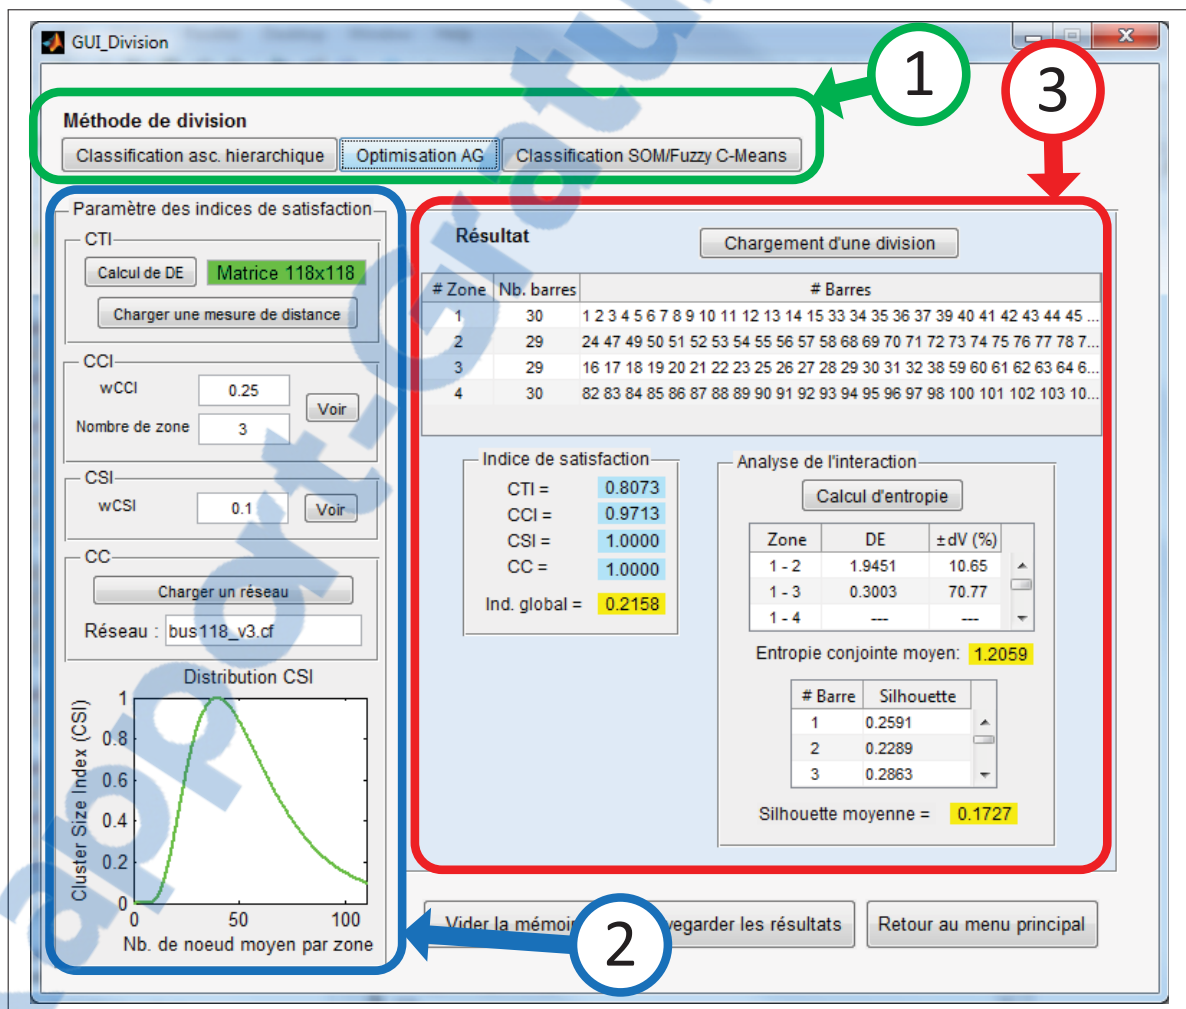 GUI_Division
1
3
Méthode de division
Classification asc. hierarchique
Optimisation AG
Classification SOM/Fuzzy C-Means
Paramètre des indices de satisfaction
CTI
Calcul de DE
Matrice 118x118
Charger une mesure de distance
CCI
wCCI
0.25
Voir
Nombre de zone
3
CSI
wCSI
0.1
Voir
CC
Charger un réseau
Réseau : bus118_v3.cf
Distribution CSI
Cluster Size Index (CSI)
1
0.8
0.6
0.4
0.2
0
0 50 100
Nb. de noeud moyen par zone
2
Résultat
Chargement d'une division
# Zone Nb. barres # Barres
1 30 1 2 3 4 5 6 7 8 9 10 11 12 13 14 15 33 34 35 36 37 39 40 41 42 43 44 45 ...
2 29 24 47 49 50 51 52 53 54 55 56 57 58 68 69 70 71 72 73 74 75 76 77 78 7...
3 29 16 17 18 19 20 21 22 23 25 26 27 28 29 30 31 32 38 59 60 61 62 63 64 6...
4 30 82 83 84 85 86 87 88 89 90 91 92 93 94 95 96 97 98 100 101 102 103 10...
Indice de satisfaction
CTI = 0.8073
CCI = 0.9713
CSI = 1.0000
CC = 1.0000
Ind. global = 0.2158
Analyse de l'interaction
Calcul d'entropie
Zone DE ±dV (%)
1 - 2 1.9451 10.65
1 - 3 0.3003 70.77
1 - 4 --- ---
Entropie conjointe moyen: 1.2059
# Barre Silhouette
1 0.2591
2 0.2289
3 0.2863
Silhouette moyenne = 0.1727
Vider la mémoi
vegarder les résultats
Retour au menu principal